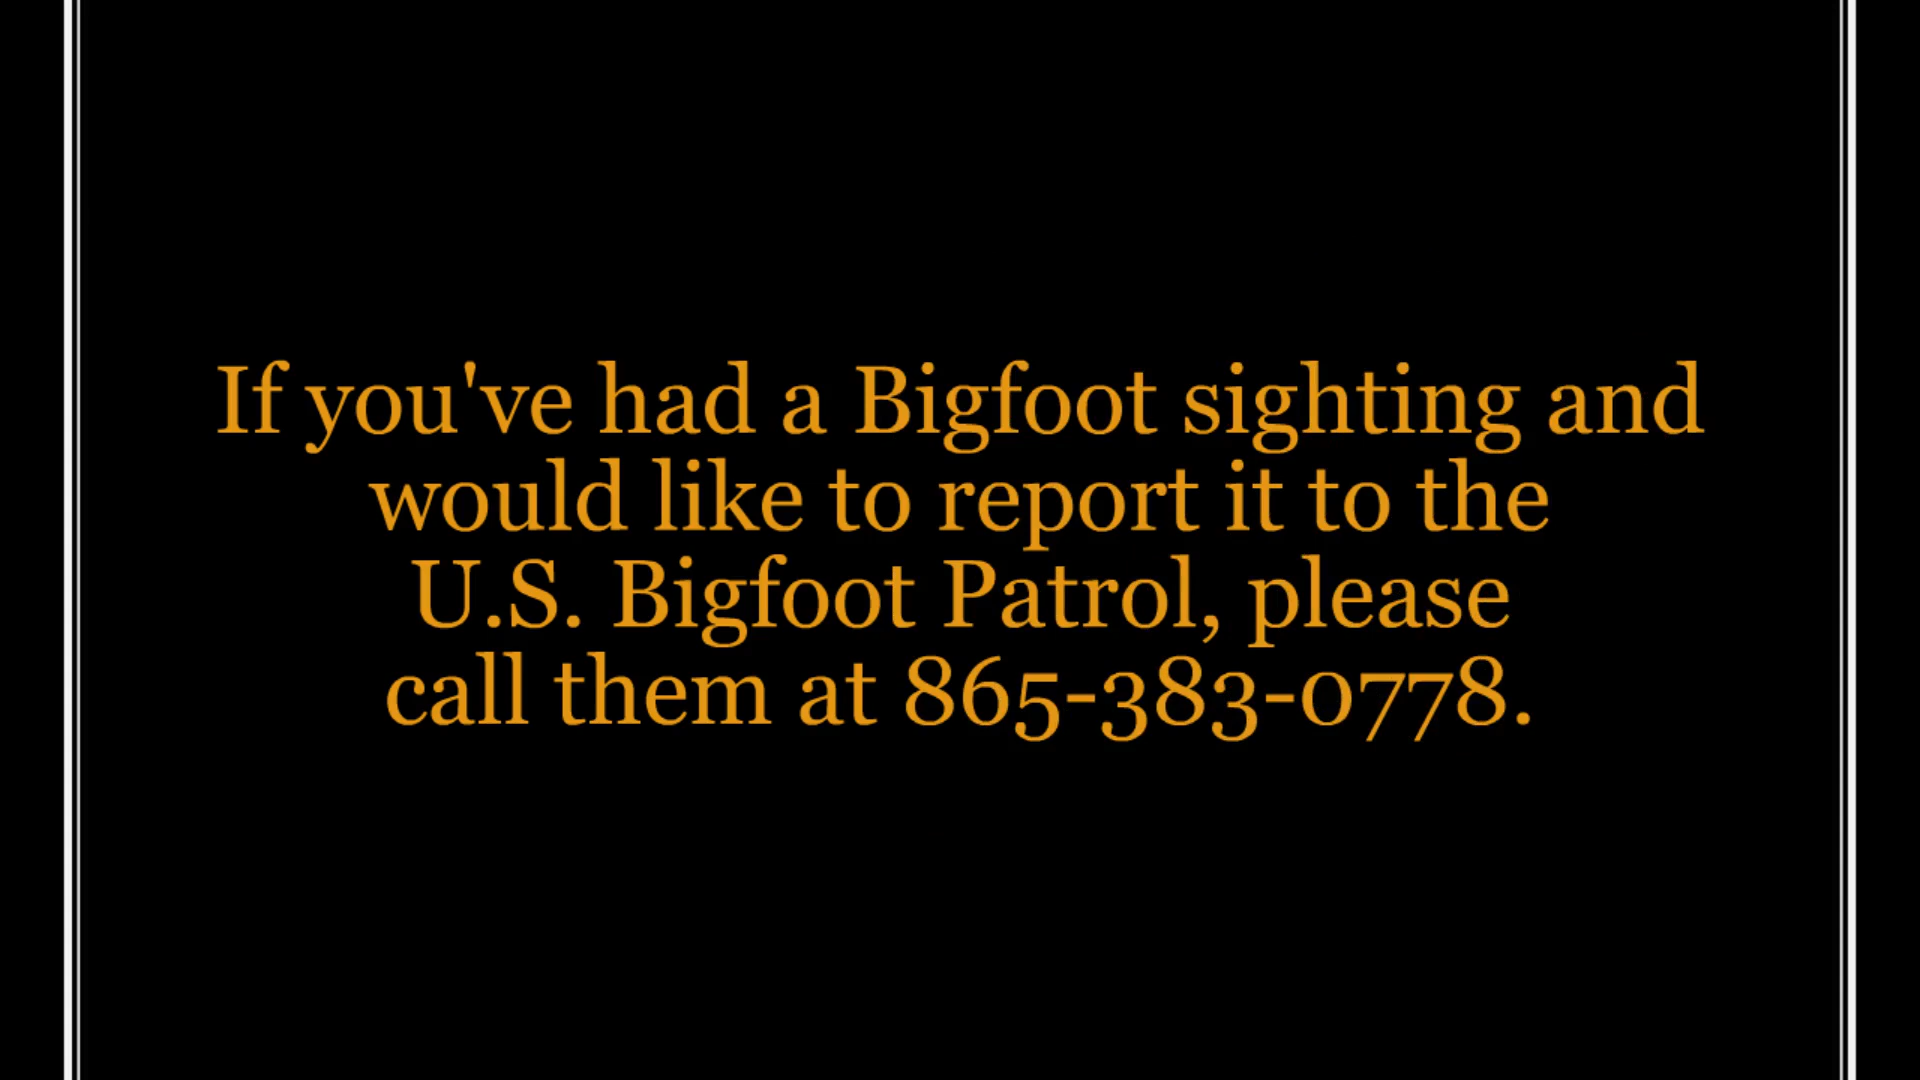 If you've had a Bigfoot sighting and
would like to report it to the
U.S. Bigfoot Patrol, please
call them at 865-383-0778.